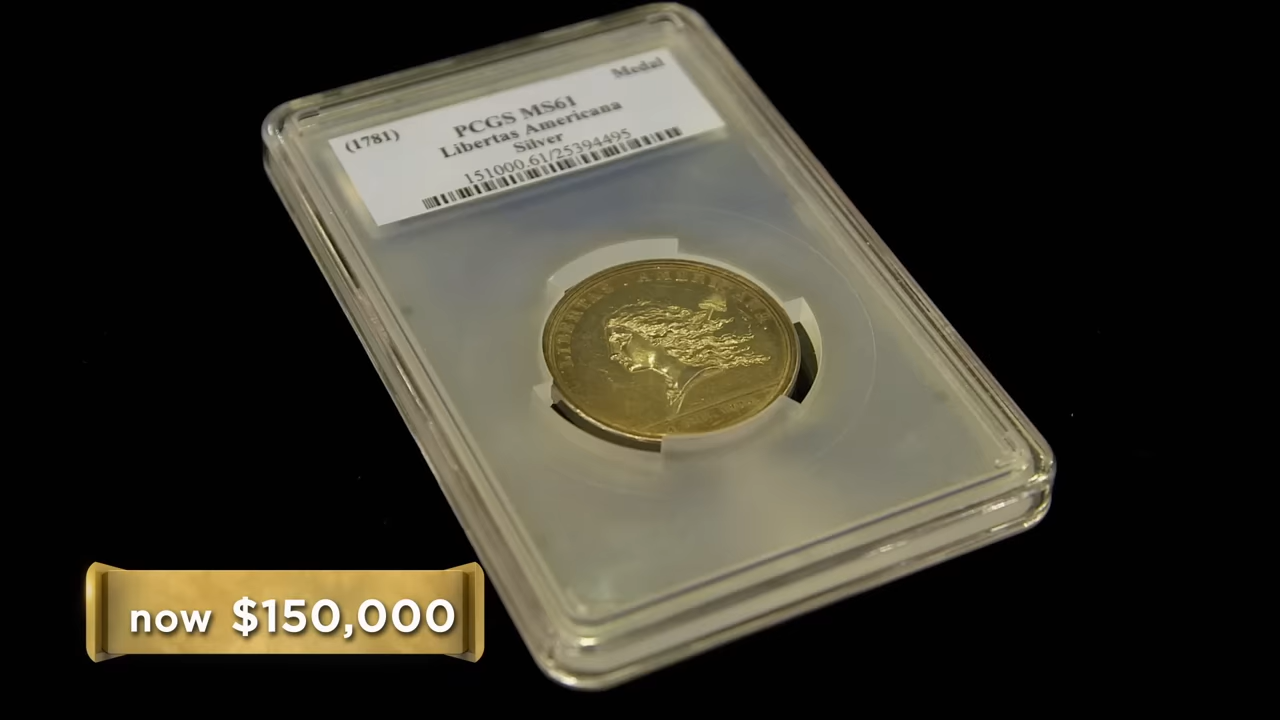 Medal
(1781)
PCGS MS61
Libertas Americana
Silver
151000.61/25394495
LIBERTAS . AMERICANA .
now $150,000